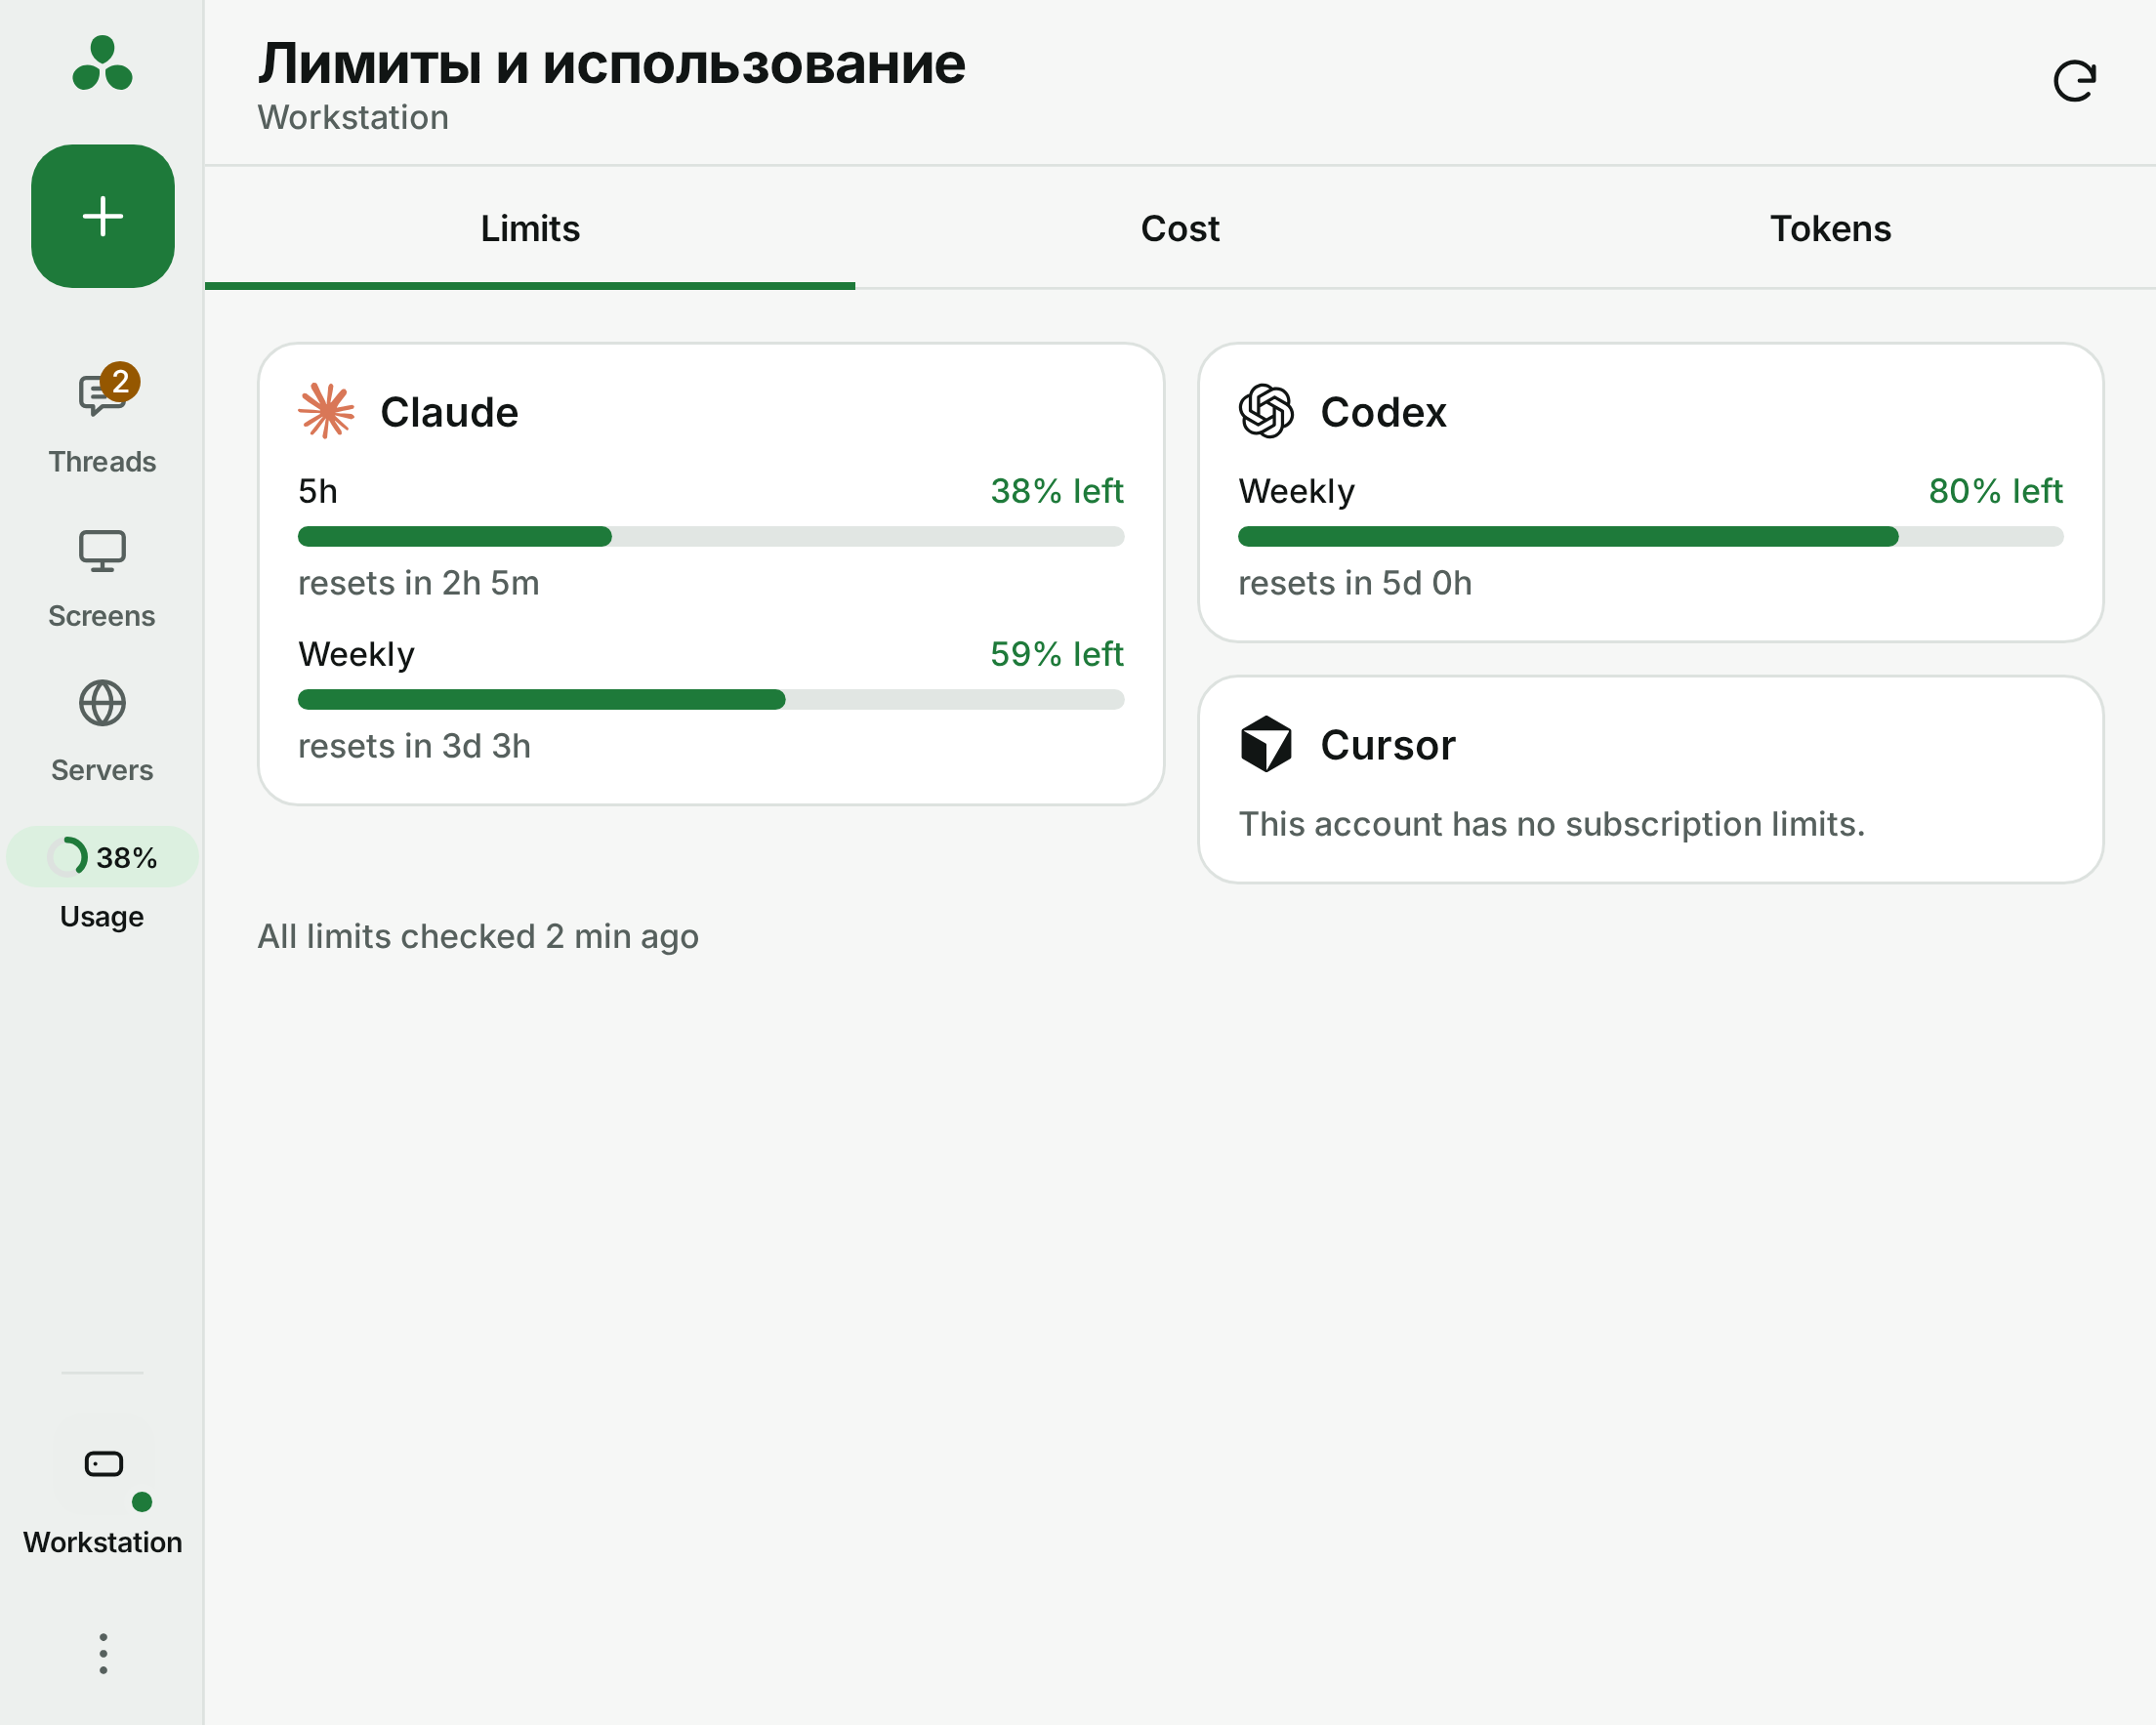 Лимиты и использование
Workstation
Limits
Cost
Tokens
2
Threads
Screens
Servers
38%
Usage
Workstation
Claude
5h
38% left
resets in 2h 5m
Weekly
59% left
resets in 3d 3h
Codex
Weekly
80% left
resets in 5d 0h
Cursor
This account has no subscription limits.
All limits checked 2 min ago